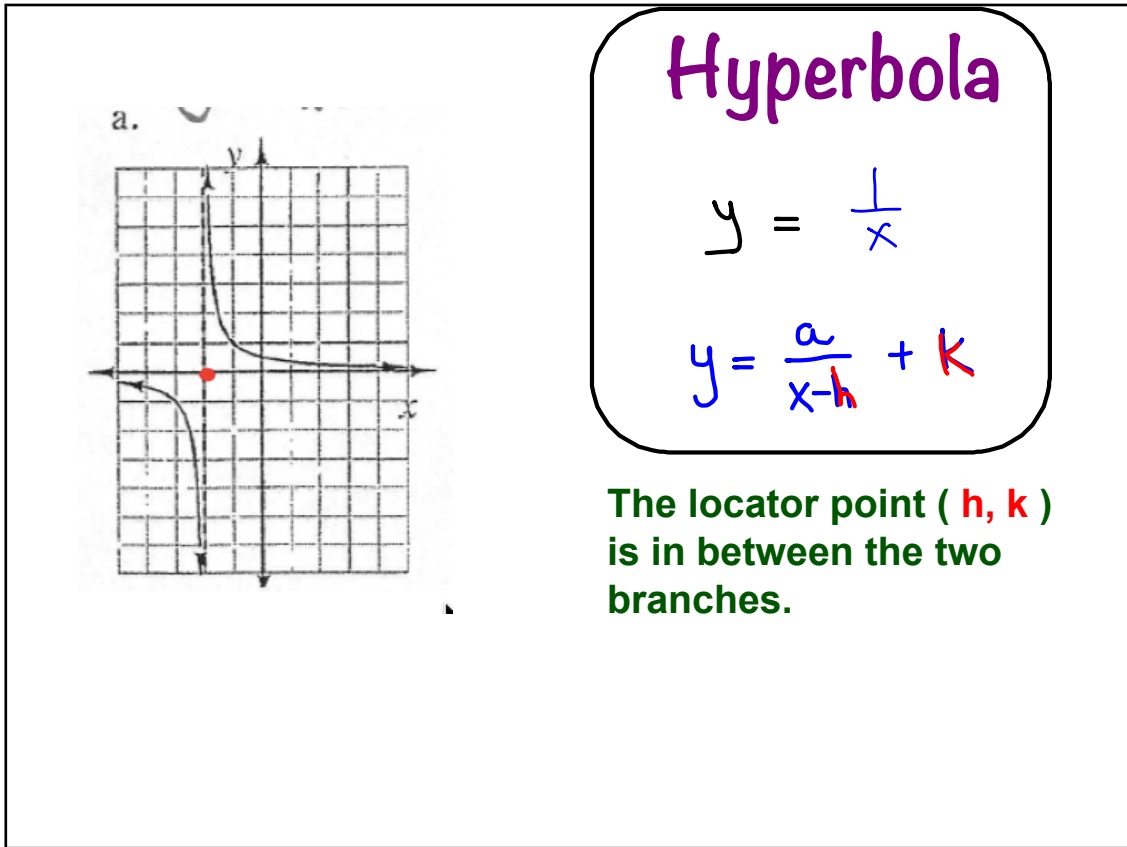 Hyperbola
a.
y
y = 1/x
y = a/(x-h) + k
x
The locator point ( h, k )
is in between the two
branches.